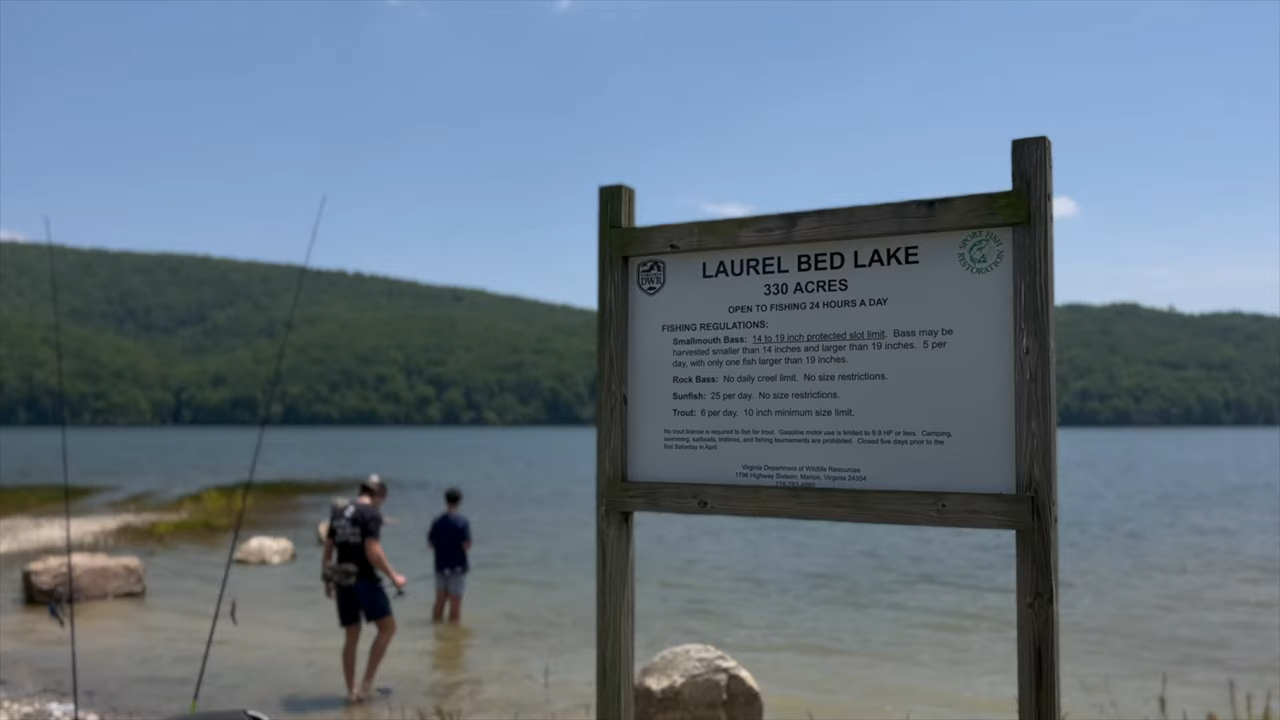 LAUREL BED LAKE
330 ACRES
OPEN TO FISHING 24 HOURS A DAY
DWR
SPORT FISH RESTORATION
FISHING REGULATIONS:
Smallmouth Bass: 14 to 19 inch protected slot limit. Bass may be
harvested smaller than 14 inches and larger than 19 inches. 5 per
day, with only one fish larger than 19 inches.
Rock Bass: No daily creel limit. No size restrictions.
Sunfish: 25 per day. No size restrictions.
Trout: 6 per day. 10 inch minimum size limit.
No trout license is required to fish for trout. Gasoline motor use is limited to 9.9 HP or less. Camping,
swimming, sailboats, trotlines, and fishing tournaments are prohibited. Closed five days prior to the
first Saturday in April.
Virginia Department of Wildlife Resources
1796 Highway Sixteen; Marion, Virginia 24354